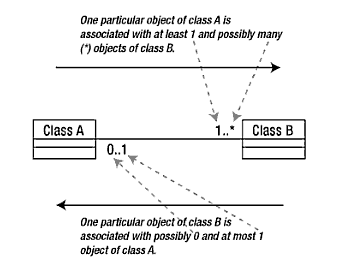 One particular object of class A is
associated with at least 1 and possibly many
(*) objects of class B.
Class A
1..*
Class B
0..1
One particular object of class B is
associated with possibly 0 and at most 1
object of class A.